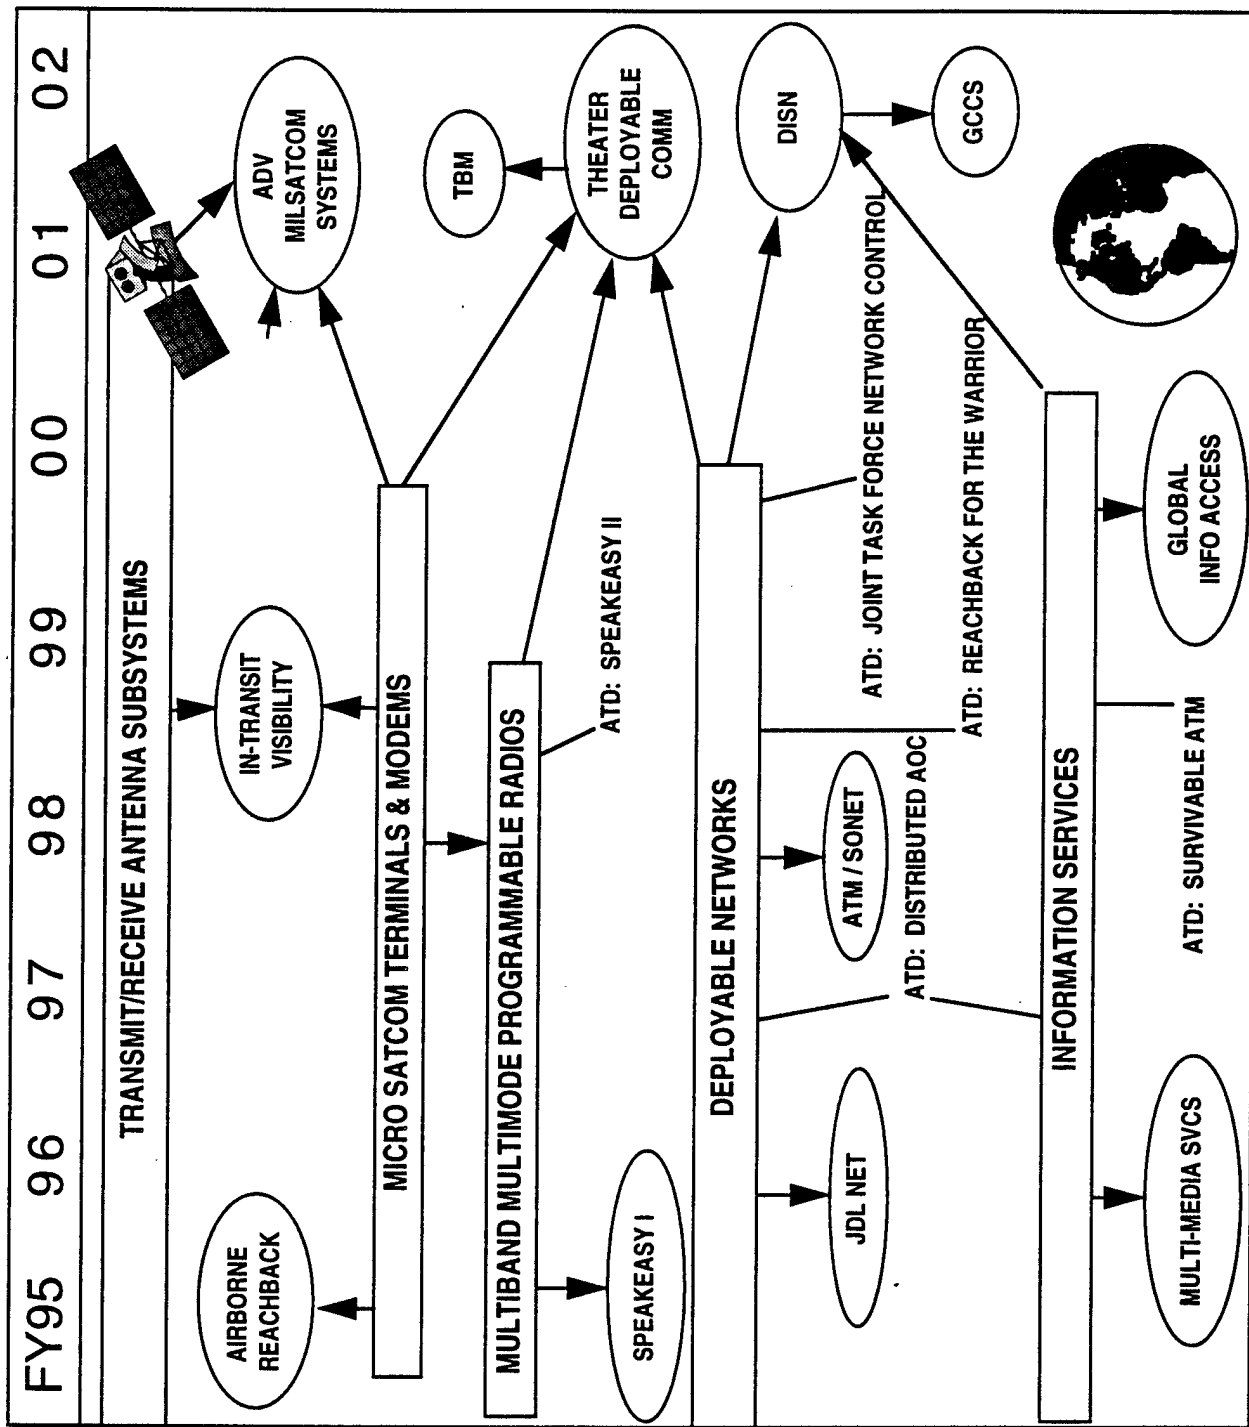 FY95 96 97 98 99 00 01 02
TRANSMIT/RECEIVE ANTENNA SUBSYSTEMS
AIRBORNE
REACHBACK
IN-TRANSIT
VISIBILITY
ADV
MILSATCOM
SYSTEMS
MICRO SATCOM TERMINALS & MODEMS
TBM
MULTIBAND MULTIMODE PROGRAMMABLE RADIOS
THEATER
DEPLOYABLE
COMM
SPEAKEASY I
ATD: SPEAKEASY II
DEPLOYABLE NETWORKS
DISN
JDL NET
ATM / SONET
ATD: JOINT TASK FORCE NETWORK CONTROL
ATD: DISTRIBUTED AOC
ATD: REACHBACK FOR THE WARRIOR
GCCS
INFORMATION SERVICES
MULTI-MEDIA SVCS
ATD: SURVIVABLE ATM
GLOBAL
INFO ACCESS